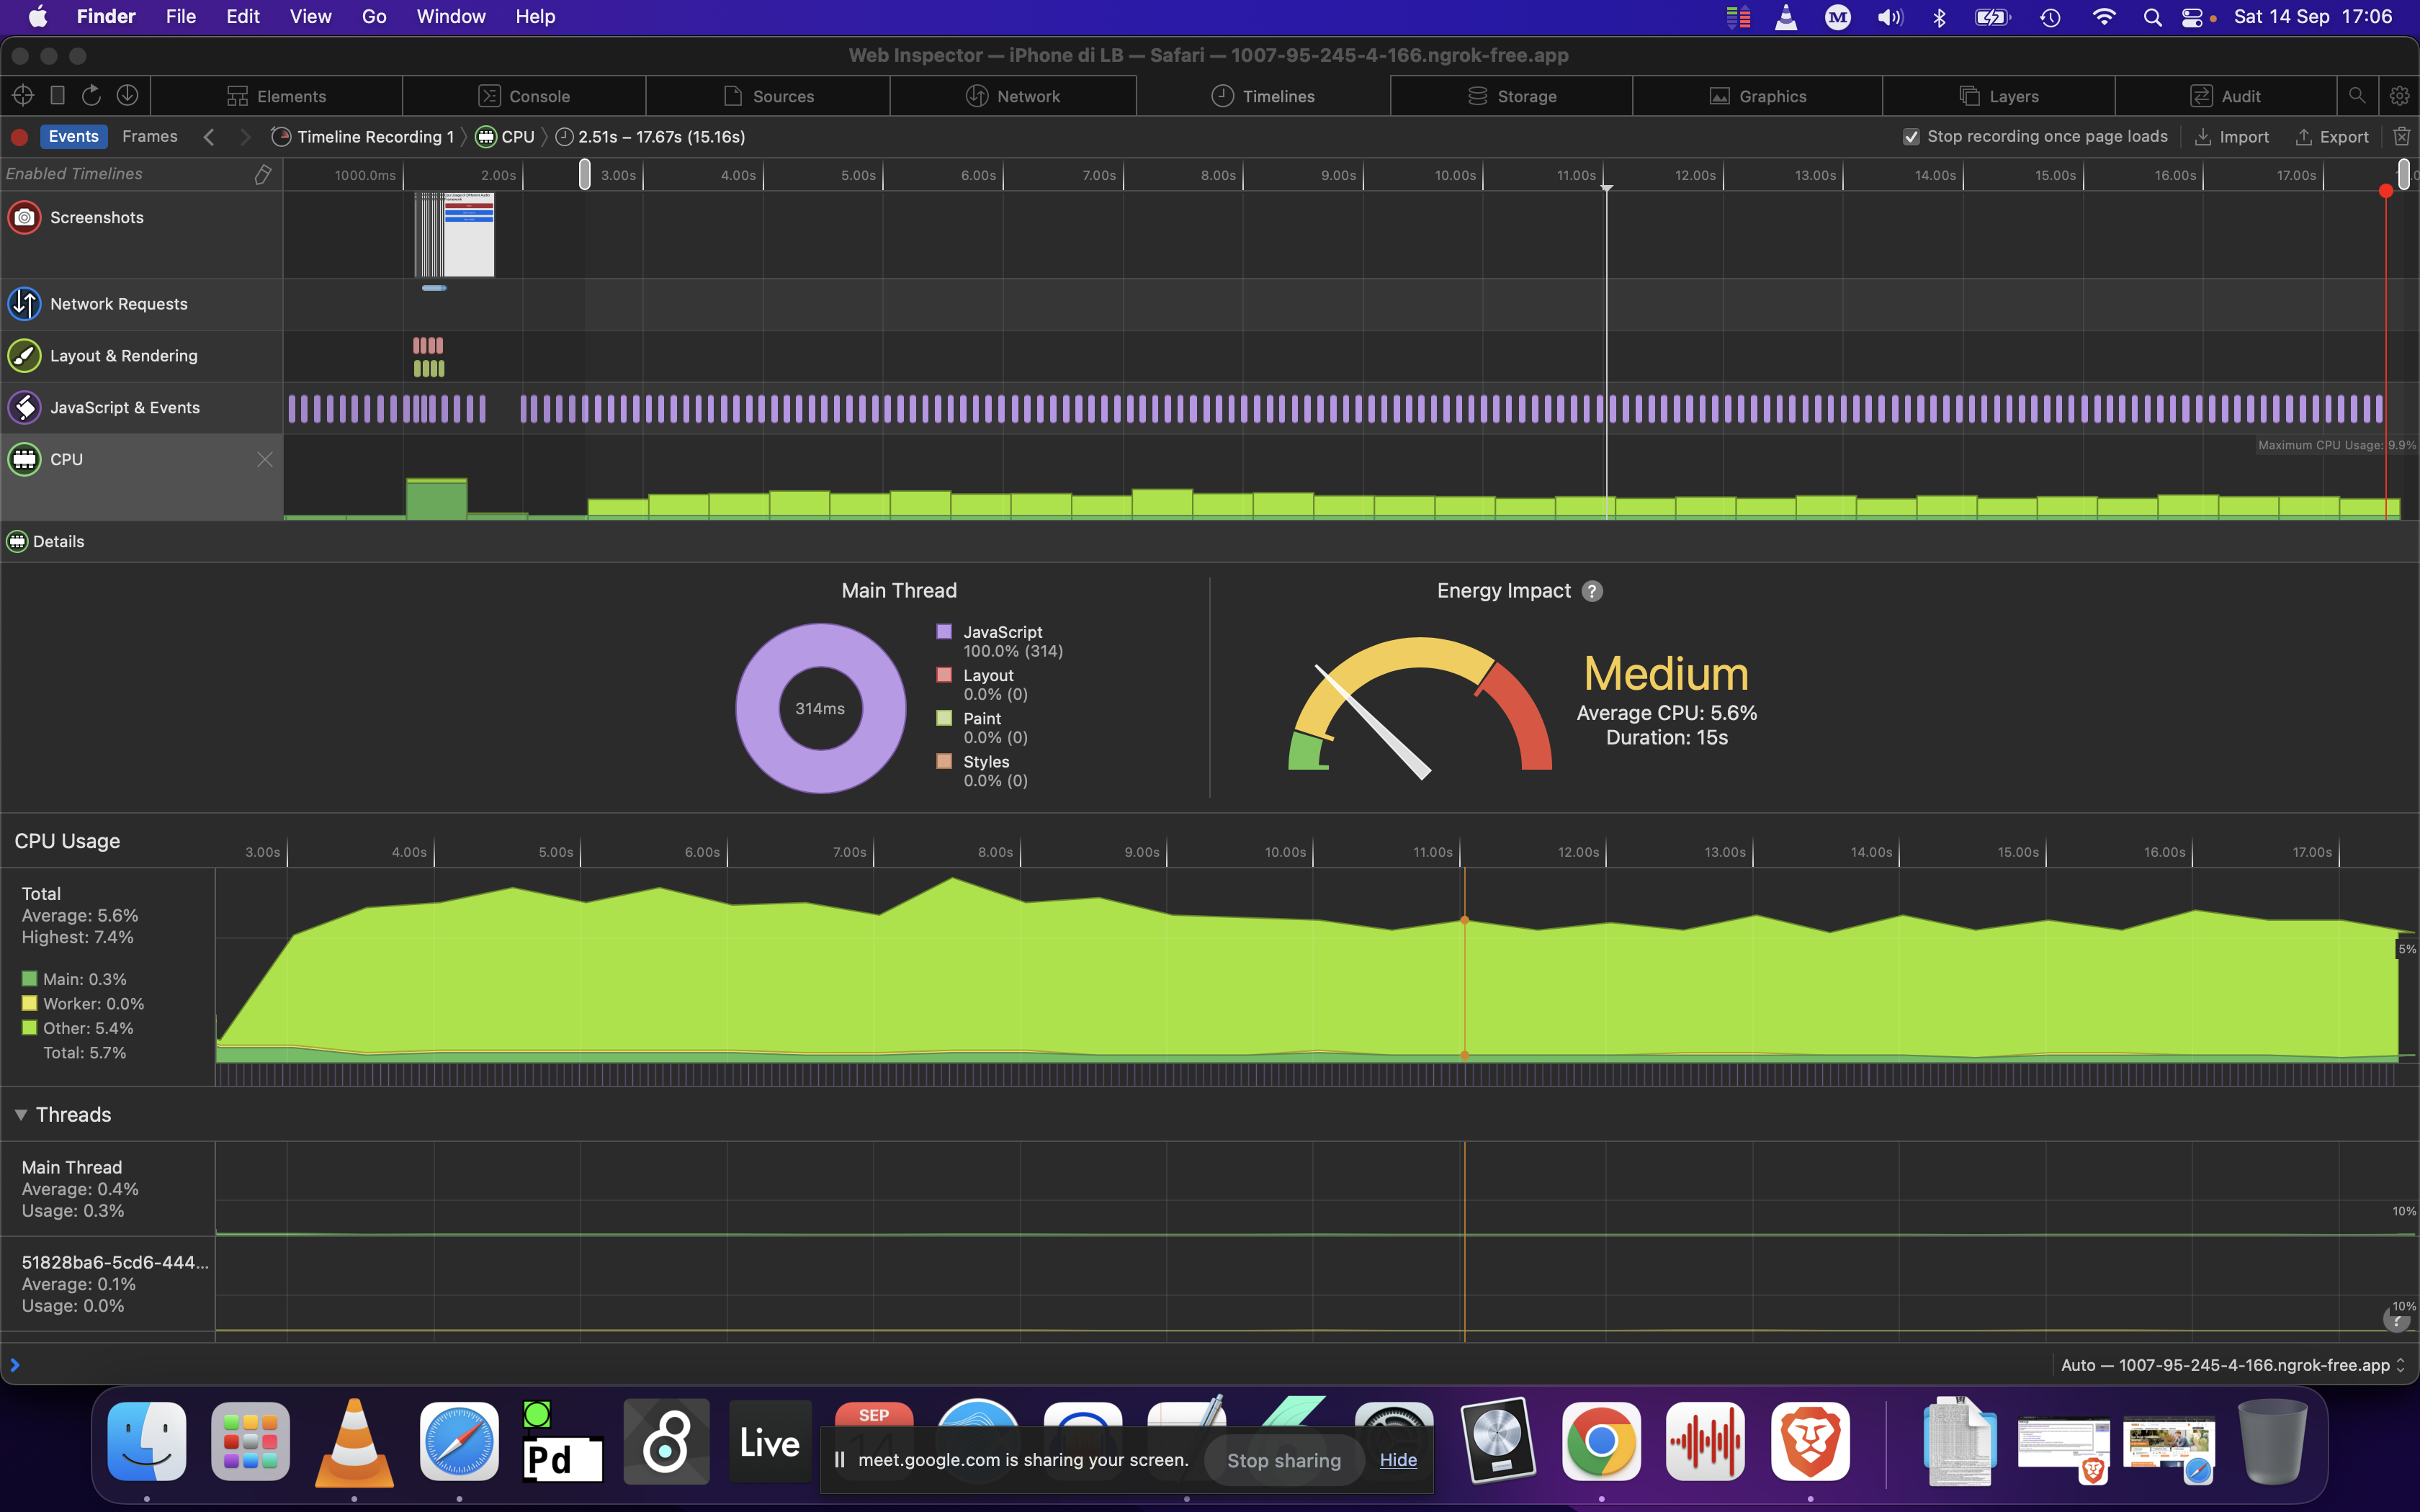 Finder File Edit View Go Window Help Sat 14 Sep 17:06
Web Inspector — iPhone di LB — Safari — 1007-95-245-4-166.ngrok-free.app
Elements Console Sources Network Timelines Storage Graphics Layers Audit
Events Frames Timeline Recording 1 CPU 2.51s – 17.67s (15.16s) Stop recording once page loads Import Export
Enabled Timelines 1000.0ms 2.00s 3.00s 4.00s 5.00s 6.00s 7.00s 8.00s 9.00s 10.00s 11.00s 12.00s 13.00s 14.00s 15.00s 16.00s 17.00s
Screenshots
Network Requests
Layout & Rendering
JavaScript & Events
Maximum CPU Usage: 9.9%
CPU
Details
Main Thread
314ms
JavaScript
100.0% (314)
Layout
0.0% (0)
Paint
0.0% (0)
Styles
0.0% (0)
Energy Impact ?
Medium
Average CPU: 5.6%
Duration: 15s
CPU Usage 3.00s 4.00s 5.00s 6.00s 7.00s 8.00s 9.00s 10.00s 11.00s 12.00s 13.00s 14.00s 15.00s 16.00s 17.00s
Total
Average: 5.6%
Highest: 7.4%
5%
Main: 0.3%
Worker: 0.0%
Other: 5.4%
Total: 5.7%
Threads
Main Thread
Average: 0.4%
Usage: 0.3%
10%
51828ba6-5cd6-444...
Average: 0.1%
Usage: 0.0%
10%
?
Auto — 1007-95-245-4-166.ngrok-free.app
SEP
Pd
Live
meet.google.com is sharing your screen. Stop sharing Hide